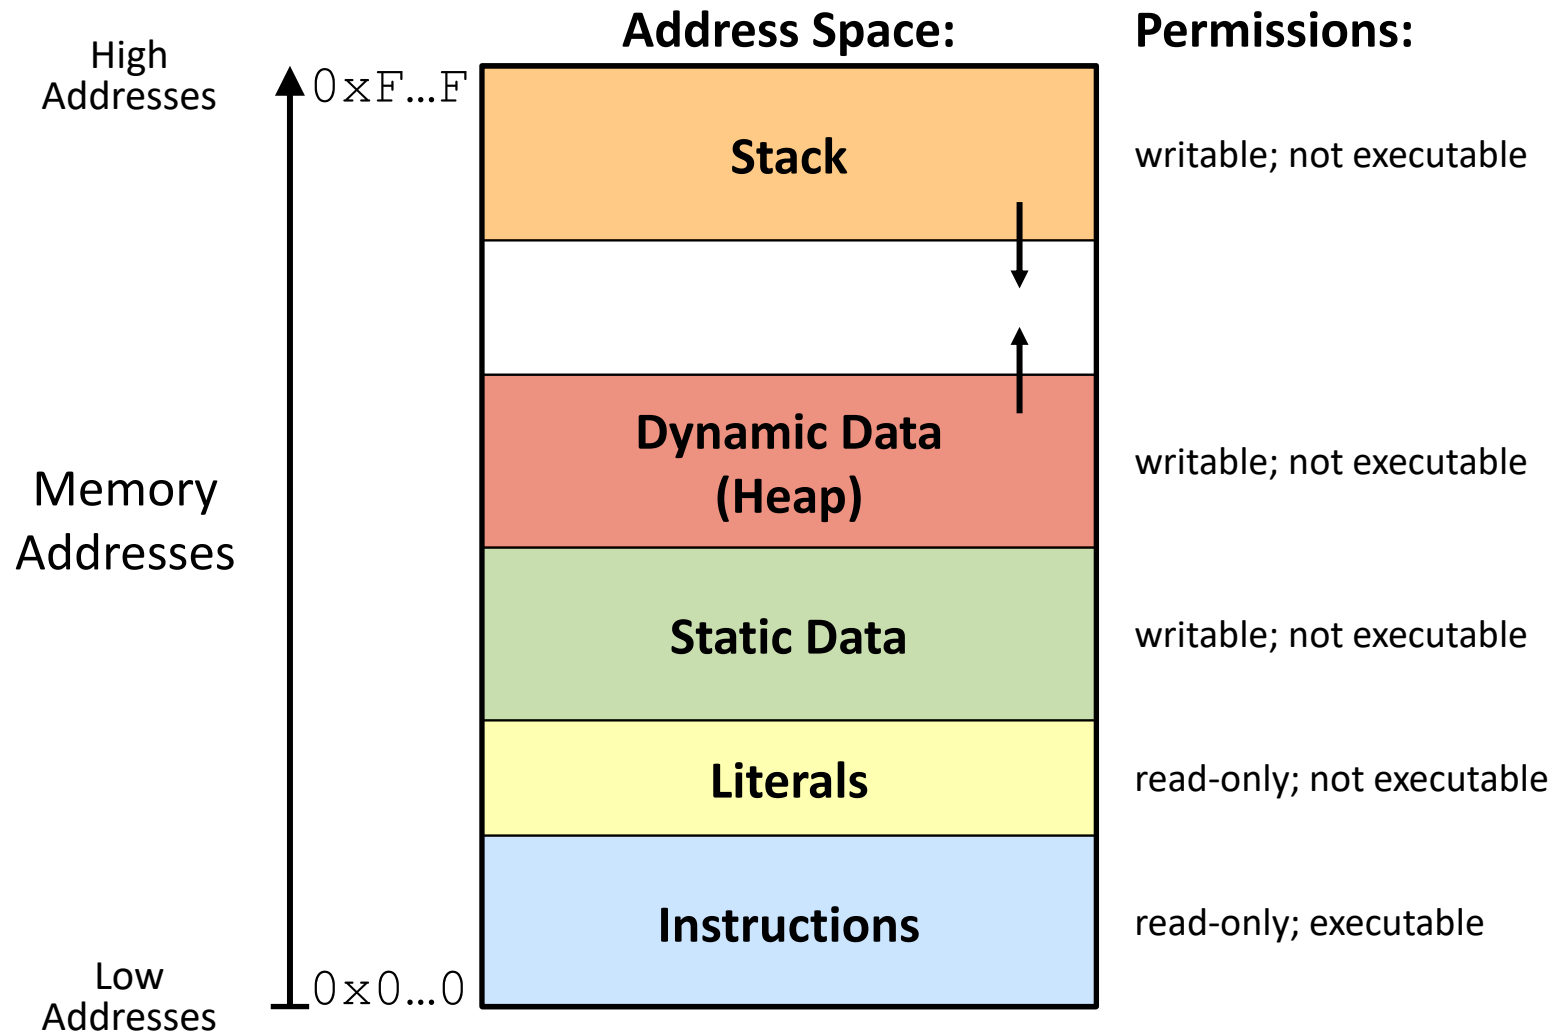 Address Space:
Permissions:
High
Addresses
0xF…F
Stack
writable; not executable
Dynamic Data
(Heap)
writable; not executable
Memory
Addresses
Static Data
writable; not executable
Literals
read-only; not executable
Instructions
read-only; executable
Low
Addresses
0x0…0